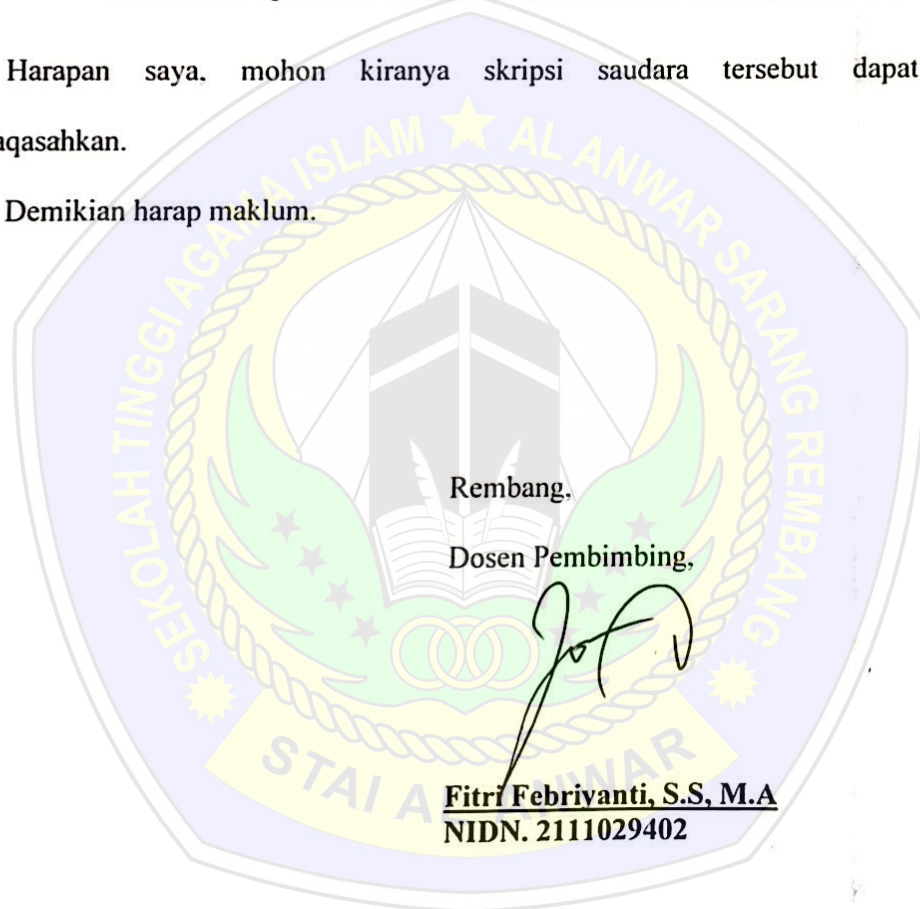 Harapan saya, mohon kiranya skripsi saudara tersebut dapat
aqasahkan.
Demikian harap maklum.
SEKOLAH TINGGI AGAMA ISLAM AL ANWAR SARANG REMBANG
Rembang,
Dosen Pembimbing,
STAI AL ANWAR
Fitri Febriyanti, S.S, M.A
NIDN. 2111029402